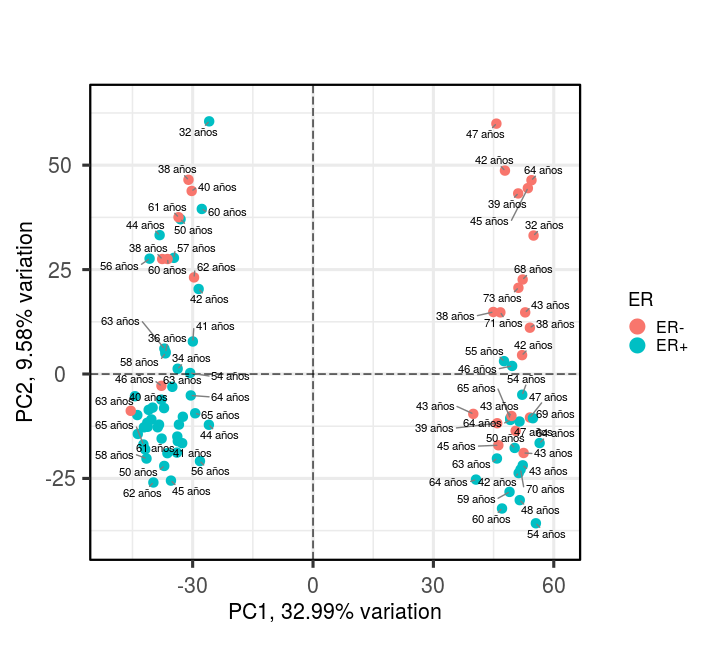 32 años
47 años
38 años
42 años
64 años
40 años
61 años
60 años
39 años
50 años
45 años
44 años
32 años
38 años
57 años
56 años
60 años
62 años
68 años
42 años
73 años
43 años
63 años
41 años
38 años
71 años
38 años
36 años
42 años
58 años
34 años
55 años
46 años
46 años
63 años
54 años
54 años
65 años
40 años
64 años
47 años
63 años
43 años
43 años
65 años
69 años
65 años
39 años
64 años
44 años
47 años
50 años
61 años
41 años
45 años
58 años
43 años
63 años
50 años
56 años
43 años
64 años
42 años
62 años
45 años
59 años
70 años
48 años
60 años
54 años
50
25
0
-25
-30
0
30
60
PC1, 32.99% variation
PC2, 9.58% variation
ER
ER-
ER+